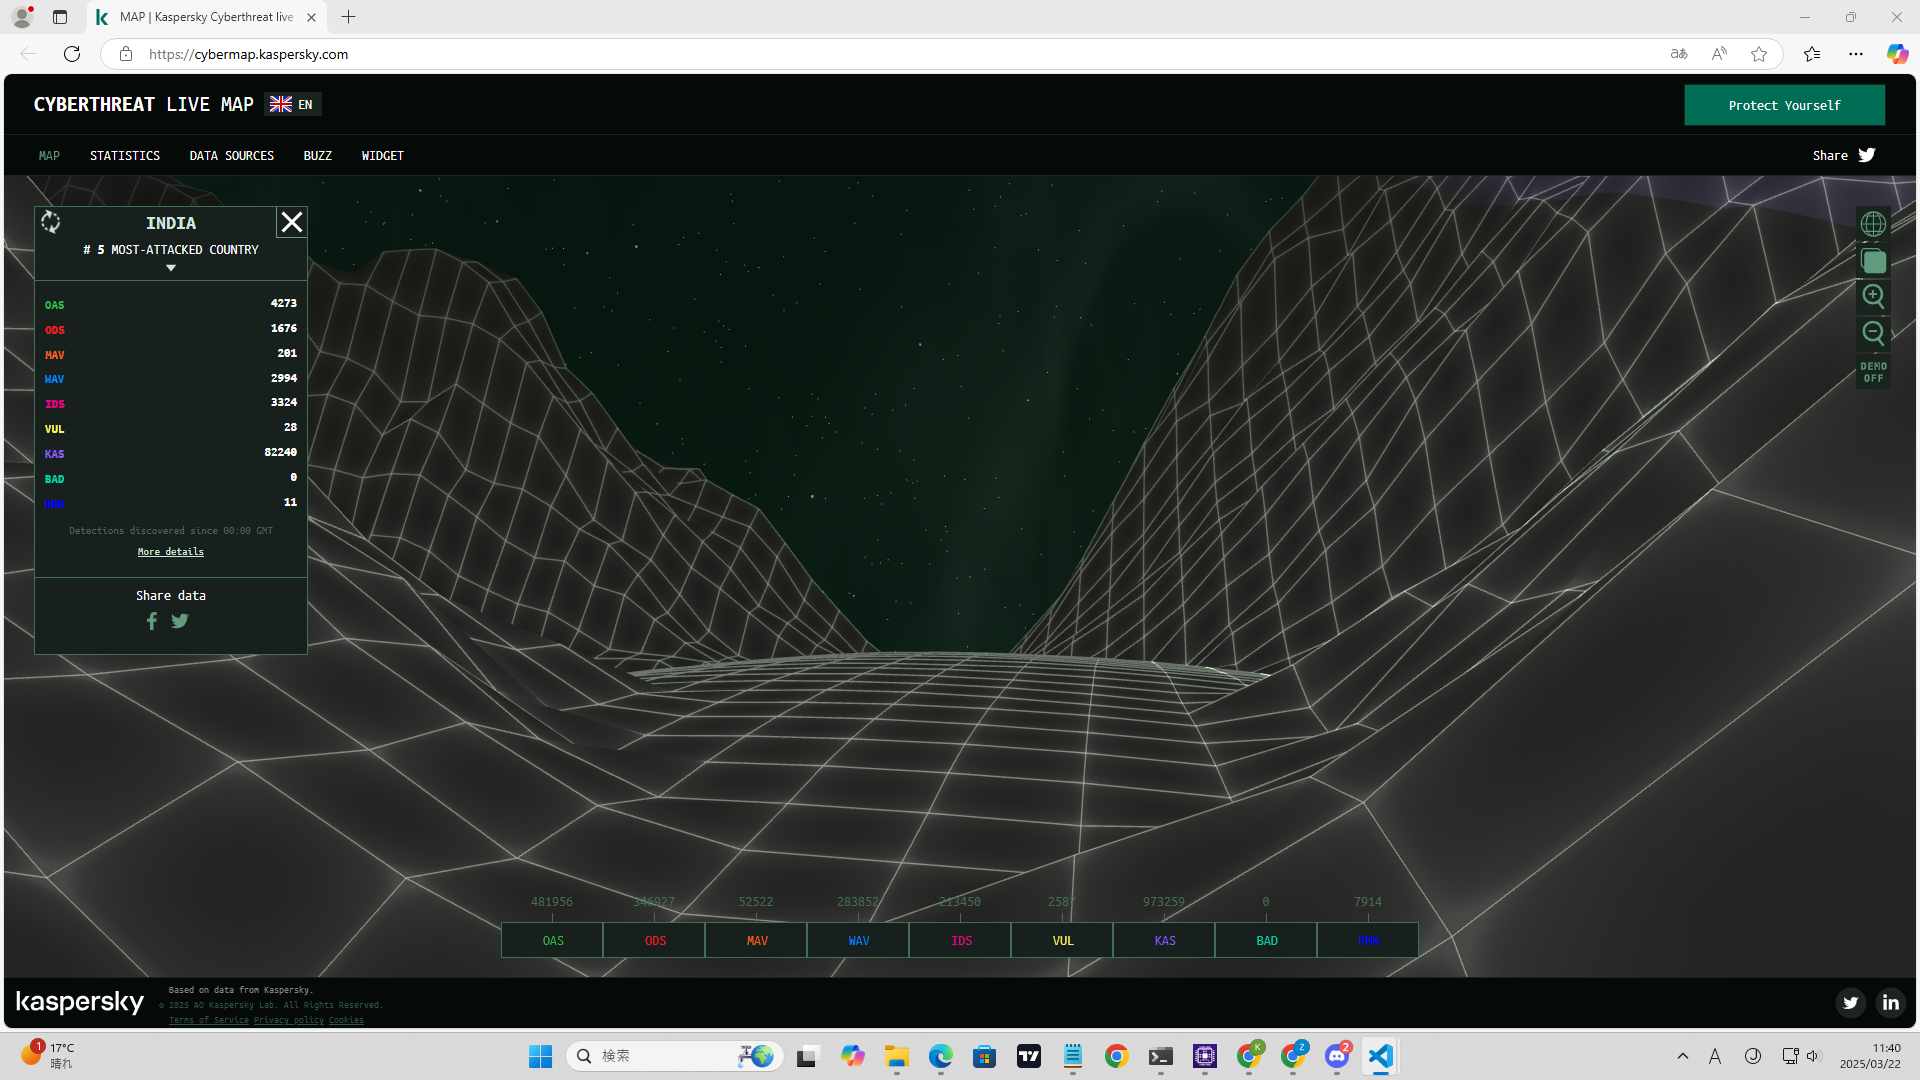 MAP | Kaspersky Cyberthreat live
https://cybermap.kaspersky.com
CYBERTHREAT LIVE MAP EN
Protect Yourself
MAP STATISTICS DATA SOURCES BUZZ WIDGET
Share
INDIA
# 5 MOST-ATTACKED COUNTRY
OAS 4273
ODS 1676
MAV 201
WAV 2994
IDS 3324
VUL 28
KAS 82240
BAD 0
RMW 11
Detections discovered since 00:00 GMT
More details
Share data
DEMO
OFF
481956 346927 52522 283852 213450 2587 973259 0 7914
OAS ODS MAV WAV IDS VUL KAS BAD RMW
kaspersky
Based on data from Kaspersky.
© 2025 AO Kaspersky Lab. All Rights Reserved.
Terms of Service Privacy policy Cookies
1
17°C
晴れ
検索
K
Z
2
A
11:40
2025/03/22